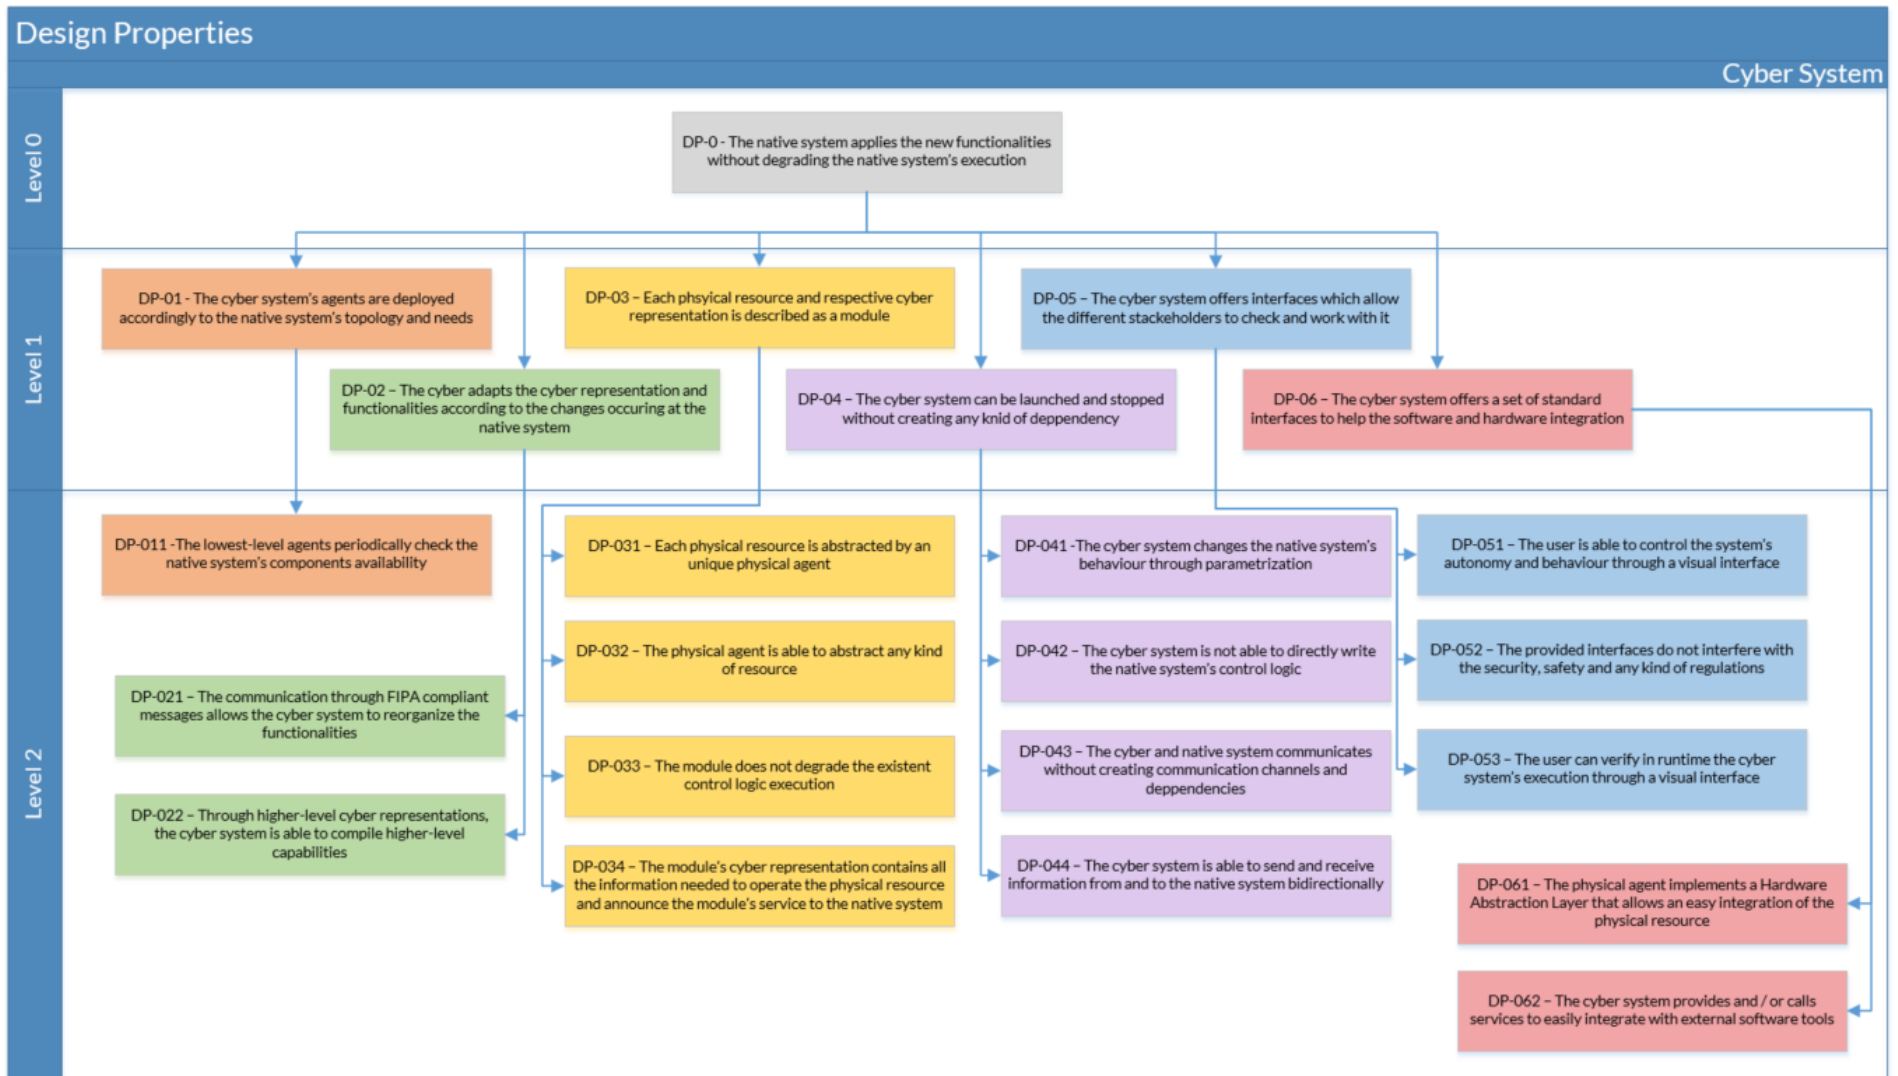 Design Properties
Cyber System
Level 0
DP-0 - The native system applies the new functionalities
without degrading the native system's execution
Level 1
DP-01 - The cyber system's agents are deployed
accordingly to the native system's topology and needs
DP-03 – Each phsyical resource and respective cyber
representation is described as a module
DP-05 – The cyber system offers interfaces which allow
the different stackeholders to check and work with it
DP-02 – The cyber adapts the cyber representation and
functionalities according to the changes occuring at the
native system
DP-04 – The cyber system can be launched and stopped
without creating any knid of deppendency
DP-06 – The cyber system offers a set of standard
interfaces to help the software and hardware integration
Level 2
DP-011 -The lowest-level agents periodically check the
native system's components availability
DP-021 – The communication through FIPA compliant
messages allows the cyber system to reorganize the
functionalities
DP-022 – Through higher-level cyber representations,
the cyber system is able to compile higher-level
capabilities
DP-031 – Each physical resource is abstracted by an
unique physical agent
DP-032 – The physical agent is able to abstract any kind
of resource
DP-033 – The module does not degrade the existent
control logic execution
DP-034 – The module's cyber representation contains all
the information needed to operate the physical resource
and announce the module's service to the native system
DP-041 -The cyber system changes the native system's
behaviour through parametrization
DP-042 – The cyber system is not able to directly write
the native system's control logic
DP-043 – The cyber and native system communicates
without creating communication channels and
deppendencies
DP-044 – The cyber system is able to send and receive
information from and to the native system bidirectionally
DP-051 – The user is able to control the system's
autonomy and behaviour through a visual interface
DP-052 – The provided interfaces do not interfere with
the security, safety and any kind of regulations
DP-053 – The user can verify in runtime the cyber
system's execution through a visual interface
DP-061 – The physical agent implements a Hardware
Abstraction Layer that allows an easy integration of the
physical resource
DP-062 – The cyber system provides and / or calls
services to easily integrate with external software tools